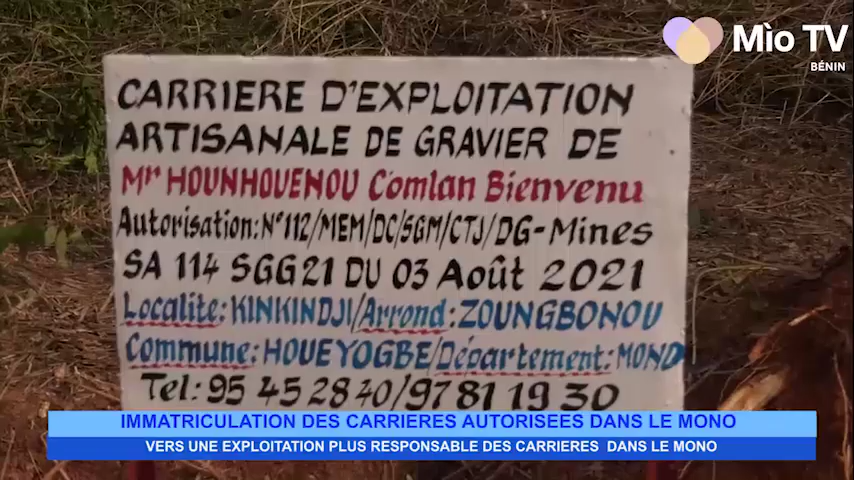 Mìo TV
BÉNIN
CARRIERE D'EXPLOITATION
ARTISANALE DE GRAVIER DE
Mr HOUNHOUENOU Comlan Bienvenu
Autorisation: N° 112/MEM/DC/SGM/CTJ/DG-Mines
SA 114 SGG21 DU 03 Août 2021
Localite: KINKINDJI/Arrond: ZOUNGBONOU
Commune: HOUEYOGBE/Département: MONO
Tel: 95 45 28 40/97 81 19 30
IMMATRICULATION DES CARRIERES AUTORISEES DANS LE MONO
VERS UNE EXPLOITATION PLUS RESPONSABLE DES CARRIERES DANS LE MONO